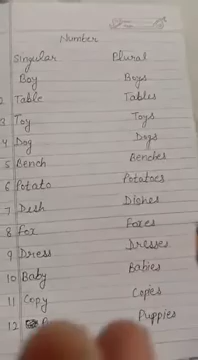 Number
Singular Plural
Boy Boys
2 Table Tables
3 Toy Toys
4 Dog Dogs
5 Bench Benches
6 Potato Potatoes
7 Dish Dishes
8 Fox Foxes
9 Dress Dresses
10 Baby Babies
11 Copy Copies
12 Puppies